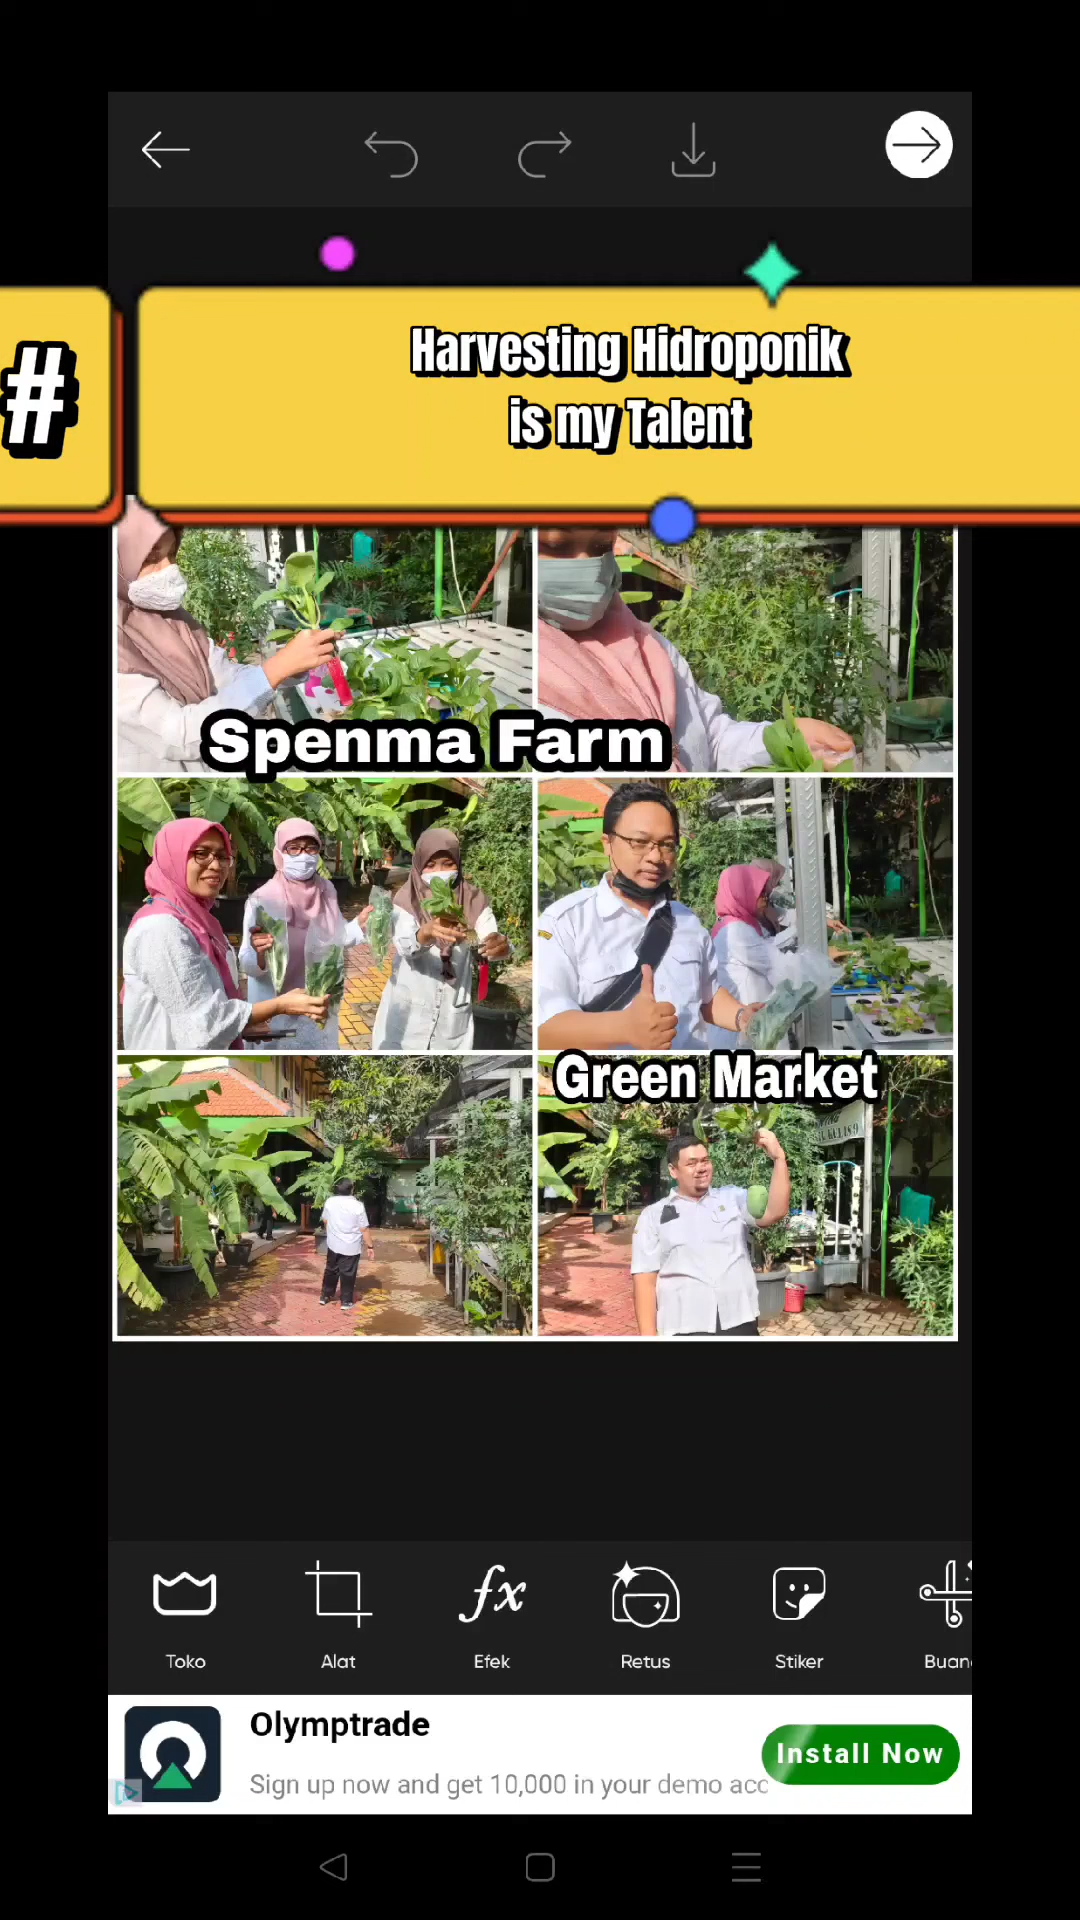 #
Harvesting Hidroponik
is my Talent
Spenma Farm
Green Market
Toko
Alat
Efek
Retus
Stiker
Buan
Olymptrade
Sign up now and get 10,000 in your demo acc
Install Now